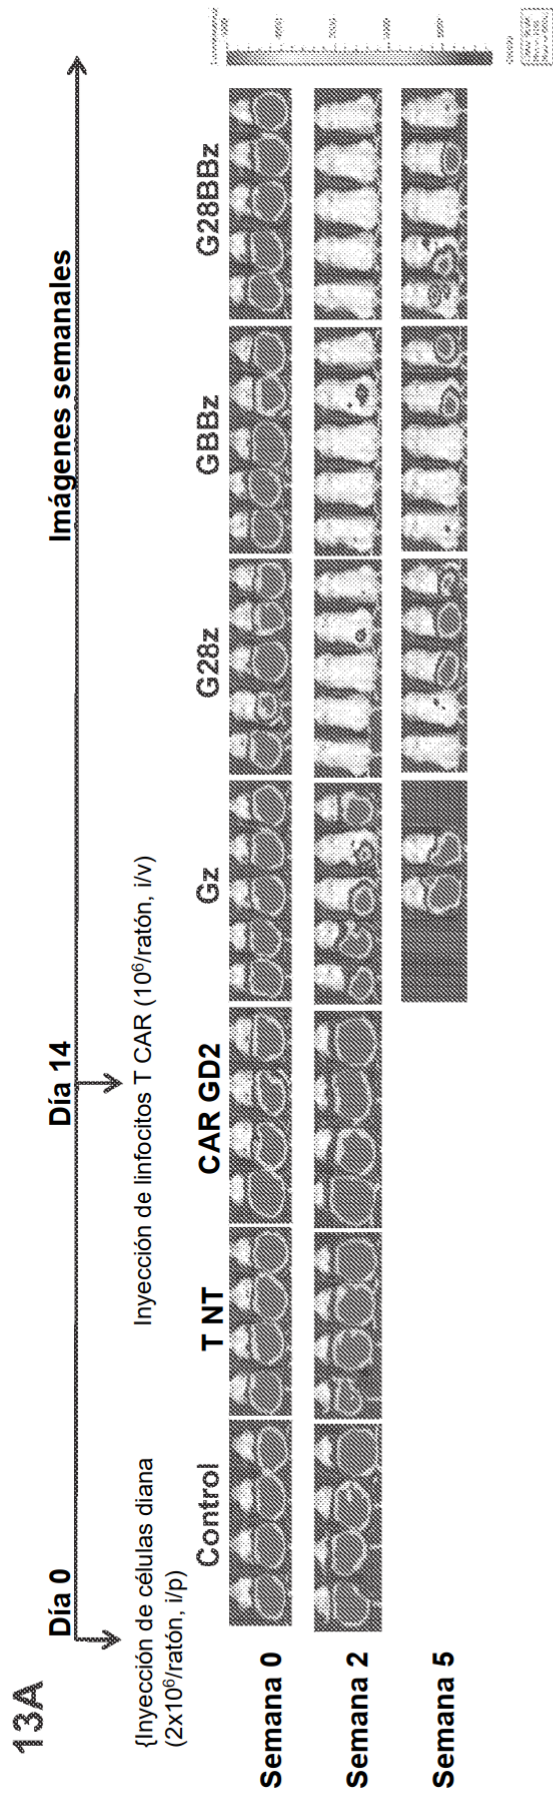 13A
Día 0
Día 14
Imágenes semanales
{Inyección de células diana
(2x10⁶/ratón, i/p)
Inyección de linfocitos T CAR (10⁶/ratón, i/v)
Control
T NT
CAR GD2
Gz
G28z
GBBz
G28BBz
Semana 0
Semana 2
Semana 5